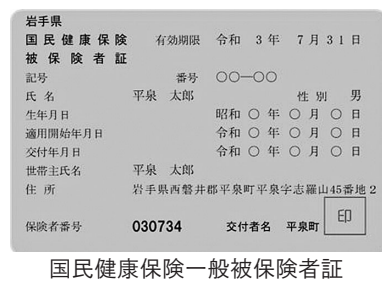 岩手県
国民健康保険 有効期限 令和 3年 7月31日
被保険者証
記号 番号 〇〇―〇〇
氏名 平泉 太郎 性別 男
生年月日 昭和 〇 年 〇 月 〇 日
適用開始年月日 令和 〇 年 〇 月 〇 日
交付年月日 令和 〇 年 〇 月 〇 日
世帯主氏名 平泉 太郎
住所 岩手県西磐井郡平泉町平泉字志羅山45番地2
保険者番号 030734 交付者名 平泉町 印
国民健康保険一般被保険者証